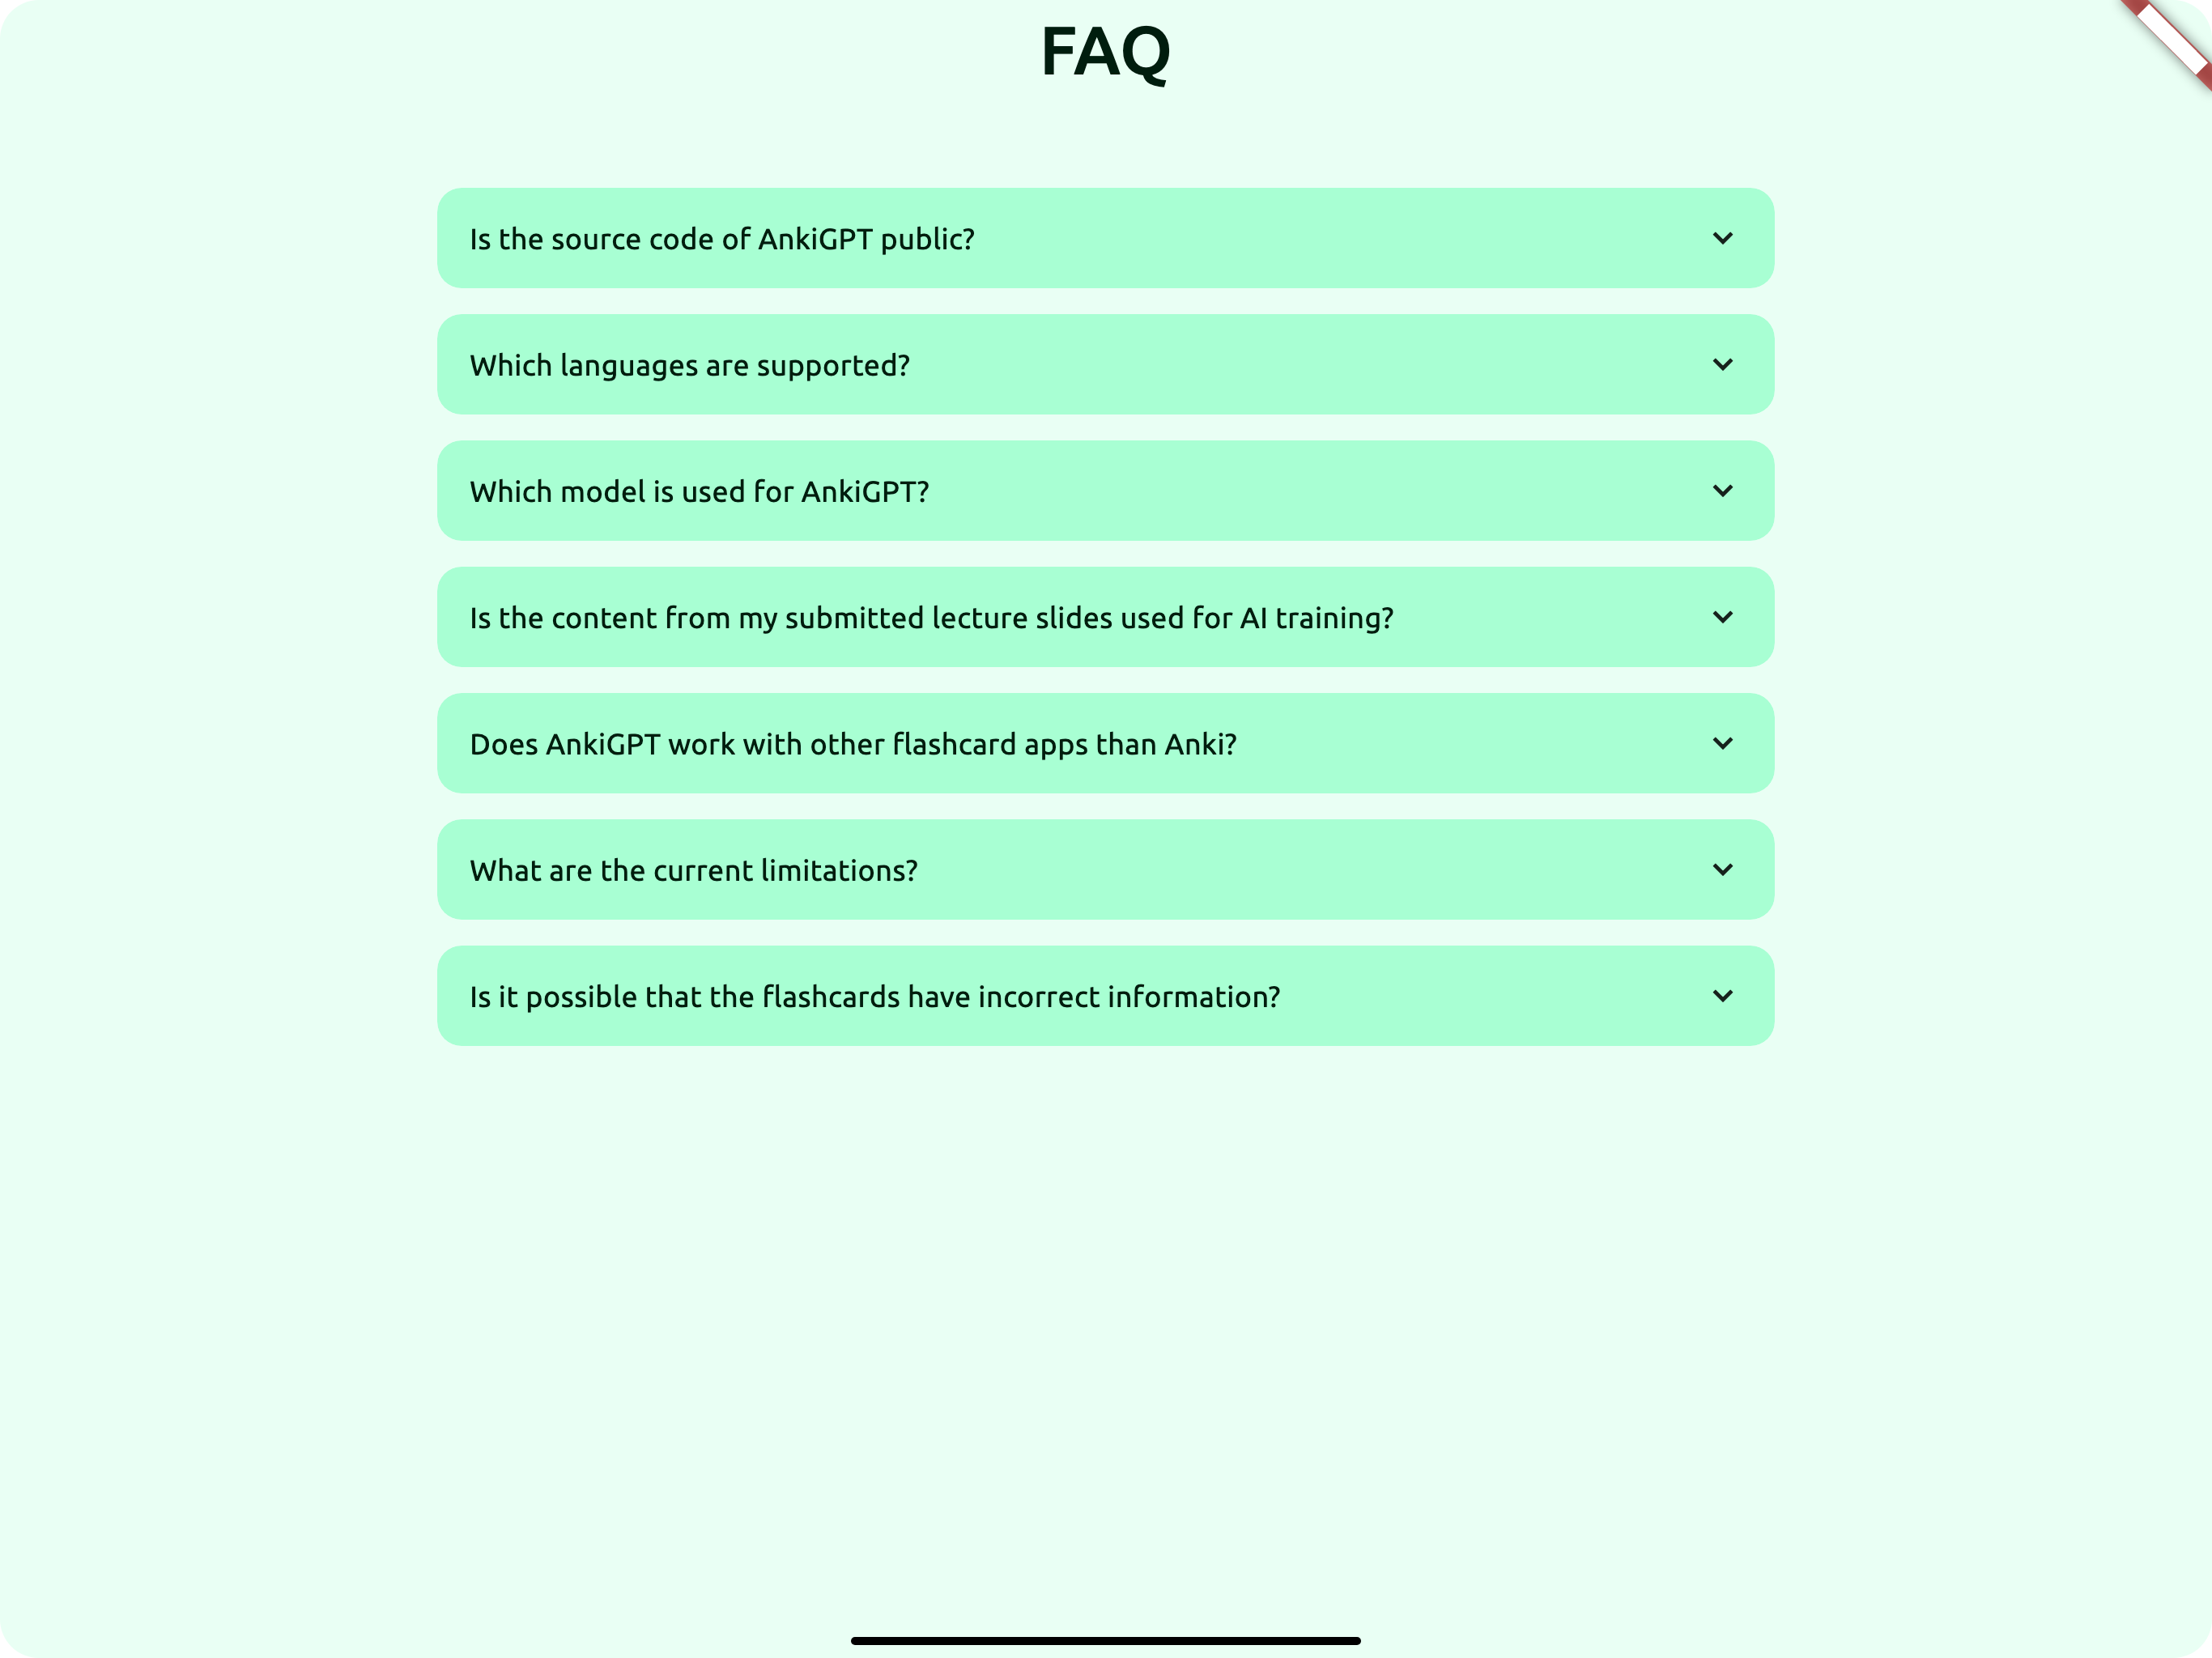 FAQ
Is the source code of AnkiGPT public?
Which languages are supported?
Which model is used for AnkiGPT?
Is the content from my submitted lecture slides used for AI training?
Does AnkiGPT work with other flashcard apps than Anki?
What are the current limitations?
Is it possible that the flashcards have incorrect information?